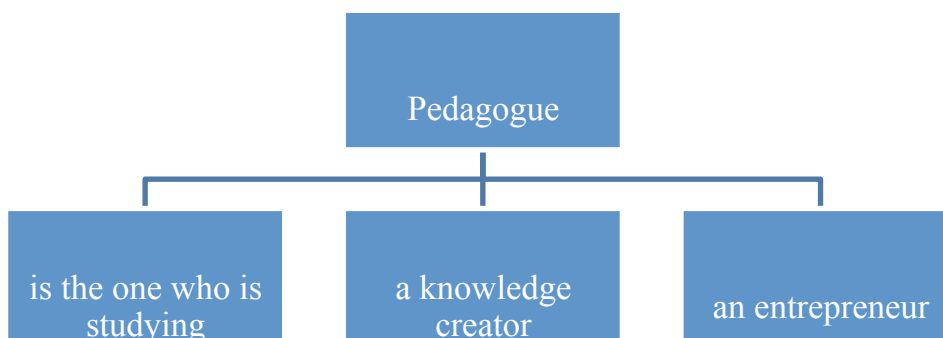 Pedagogue
is the one who is
studying
a knowledge
creator
an entrepreneur